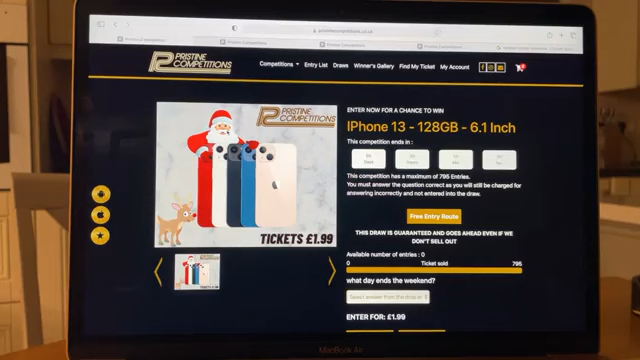 pristinecompetitions.co.uk
Pristine Competitions
Pristine Competitions
PRISTINE
COMPETITIONS
Competitions
Entry List
Draws
Winner's Gallery
Find My Ticket
My Account
PRISTINE
COMPETITIONS
TICKETS £1.99
ENTER NOW FOR A CHANCE TO WIN
IPhone 13 - 128GB - 6.1 Inch
This competition ends in :
This competition has a maximum of 795 Entries.
You must answer the question correct as you will still be charged for
answering incorrectly and not entered into the draw.
Free Entry Route
THIS DRAW IS GUARANTEED AND GOES AHEAD EVEN IF WE
DON'T SELL OUT
Available number of entries : 0
0 Ticket sold 795
what day ends the weekend?
Select answer from the drop
ENTER FOR: £1.99
MacBook Air